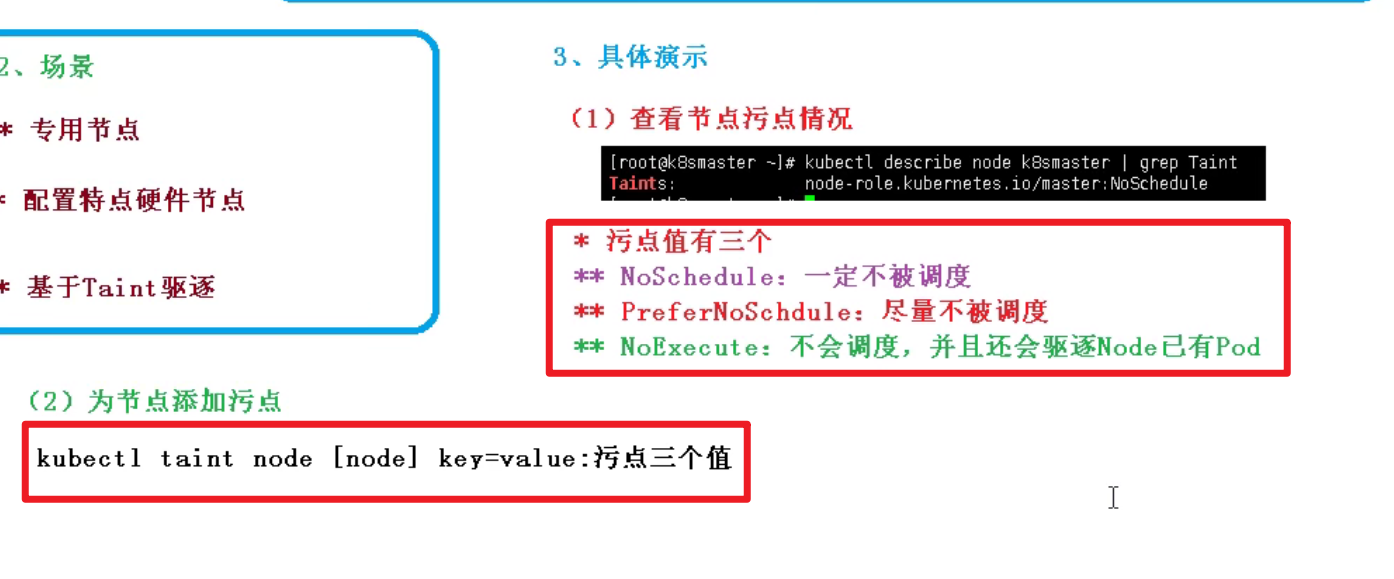 2、场景
* 专用节点
* 配置特点硬件节点
* 基于Taint驱逐
3、具体演示
（1）查看节点污点情况
[root@k8smaster ~]# kubectl describe node k8smaster | grep Taint
Taints: node-role.kubernetes.io/master:NoSchedule
* 污点值有三个
** NoSchedule：一定不被调度
** PreferNoSchdule：尽量不被调度
** NoExecute：不会调度，并且还会驱逐Node已有Pod
（2）为节点添加污点
kubectl taint node [node] key=value:污点三个值